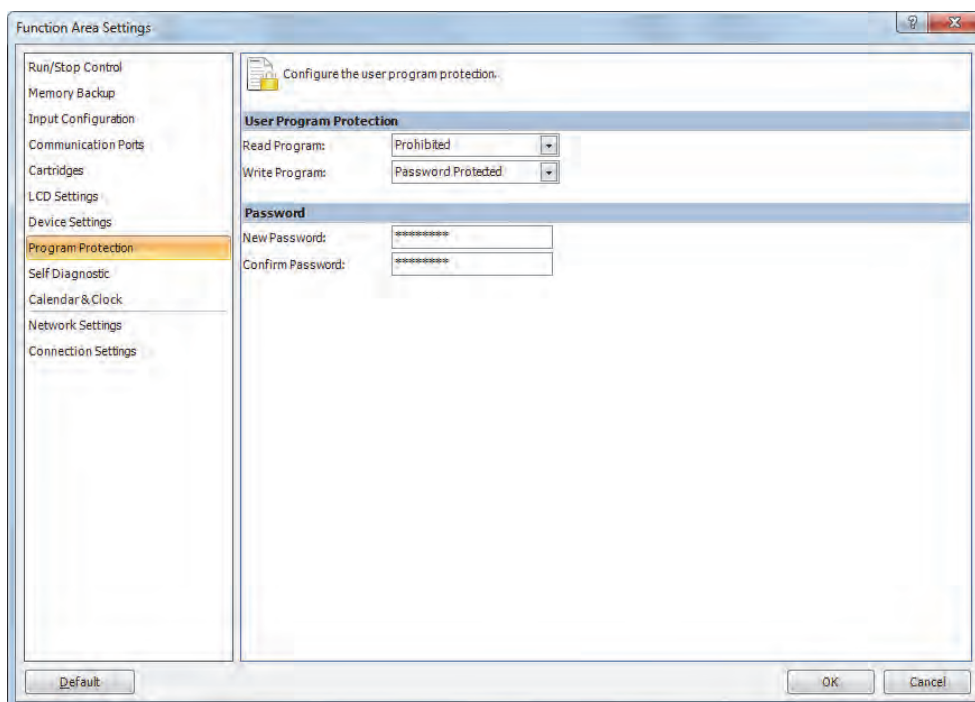 Function Area Settings
Run/Stop Control
Memory Backup
Input Configuration
Communication Ports
Cartridges
LCD Settings
Device Settings
Program Protection
Self Diagnostic
Calendar & Clock
Network Settings
Connection Settings
Configure the user program protection.
User Program Protection
Read Program: Prohibited
Write Program: Password Protected
Password
New Password: ********
Confirm Password: ********
Default OK Cancel